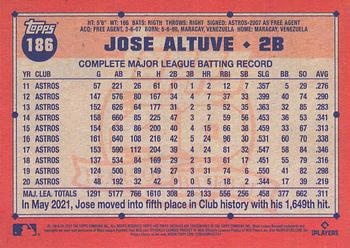 Topps
186
HT: 5'6" WT: 166 BATS: RIGTH THROWS: RIGHT SIGNED: ASTROS-2007 AS FREE AGENT
ACQ: FREE AGENT, 3-6-07 BORN: 5-6-90, MARACAY, VENEZUELA HOME: MARACAY, VENEZUELA
JOSE ALTUVE • 2B
COMPLETE MAJOR LEAGUE BATTING RECORD
YR CLUB G AB R H 2B 3B HR RBI SB SLG BB SO AVG
11 ASTROS 57 221 26 61 10 1 2 12 7 .357 5 29 .276
12 ASTROS 147 576 80 167 34 4 7 37 33 .399 40 74 .290
13 ASTROS 152 626 64 177 31 2 5 52 35 .363 32 85 .283
14 ASTROS 158 660 85 225 47 3 7 59 56 .453 36 53 .341
15 ASTROS 154 638 86 200 40 4 15 66 38 .459 33 67 .313
16 ASTROS 161 640 108 216 42 5 24 96 30 .531 60 70 .338
17 ASTROS 153 590 112 204 39 4 24 81 32 .547 58 84 .346
18 ASTROS 137 534 84 169 29 2 13 61 17 .451 55 79 .316
19 ASTROS 124 500 89 149 27 3 31 74 6 .550 41 82 .298
20 ASTROS 48 192 32 42 9 0 5 18 2 .344 17 39 .219
MAJ. LEA. TOTALS 1291 5177 766 1610 308 28 133 556 256 .453 377 662 .311
In May 2021, Jose moved into fifth place in Club history with his 1,649th hit.
PLAYERS